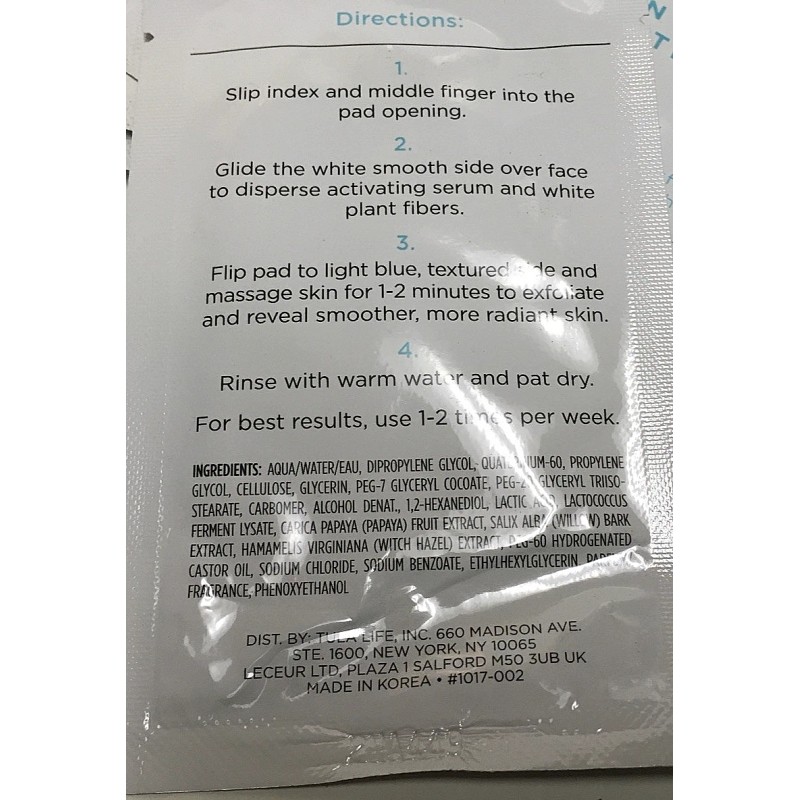 Directions:
1.
Slip index and middle finger into the
pad opening.
2.
Glide the white smooth side over face
to disperse activating serum and white
plant fibers.
3.
Flip pad to light blue, textured side and
massage skin for 1-2 minutes to exfoliate
and reveal smoother, more radiant skin.
4.
Rinse with warm water and pat dry.
For best results, use 1-2 times per week.
INGREDIENTS: AQUA/WATER/EAU, DIPROPYLENE GLYCOL, PROPYLENE
GLYCOL, CELLULOSE, GLYCERIN, PEG-7 GLYCERYL COCOATE, GLYCERYL TRIISO-
STEARATE, CARBOMER, ALCOHOL DENAT., 1,2-HEXANEDIOL, LACTIC ACID, LACTOCOCCUS
FERMENT LYSATE, CARICA PAPAYA (PAPAYA) FRUIT EXTRACT, SALIX ALBA (WILLOW) BARK
EXTRACT, HAMAMELIS VIRGINIANA (WITCH HAZEL) EXTRACT, PEG-60 HYDROGENATED
CASTOR OIL, SODIUM CHLORIDE, SODIUM BENZOATE, ETHYLHEXYLGLYCERIN,
FRAGRANCE, PHENOXYETHANOL
DIST. BY: TULA LIFE, INC. 660 MADISON AVE.
STE. 1600, NEW YORK, NY 10065
LECEUR LTD, PLAZA 1 SALFORD M50 3UB UK
MADE IN KOREA • #1017-002